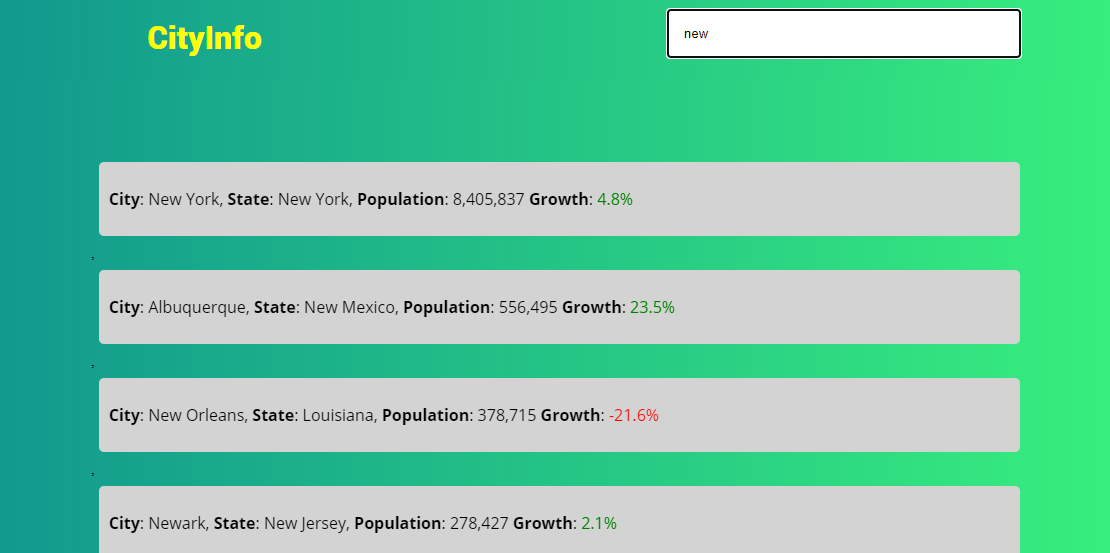 CityInfo
new
City: New York, State: New York, Population: 8,405,837 Growth: 4.8%
City: Albuquerque, State: New Mexico, Population: 556,495 Growth: 23.5%
City: New Orleans, State: Louisiana, Population: 378,715 Growth: -21.6%
City: Newark, State: New Jersey, Population: 278,427 Growth: 2.1%